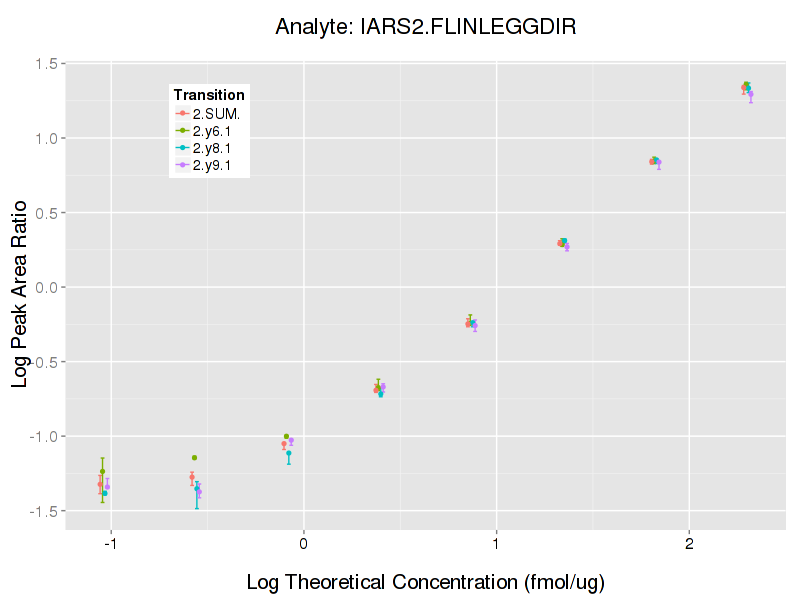 Analyte: IARS2.FLINLEGGDIR
1.5
1.0
0.5
0.0
-0.5
-1.0
-1.5
Log Peak Area Ratio
Transition
2.SUM.
2.y6.1
2.y8.1
2.y9.1
-1
0
1
2
Log Theoretical Concentration (fmol/ug)